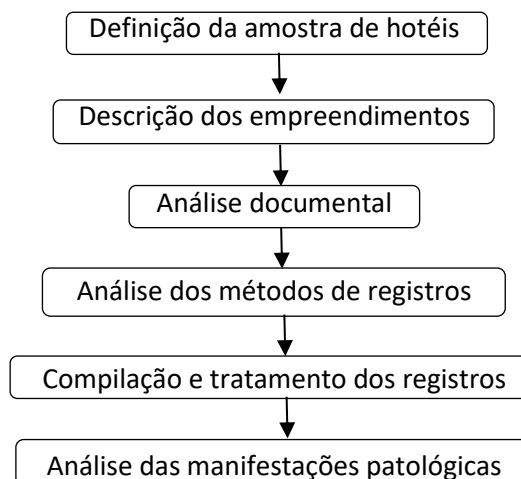 Definição da amostra de hotéis
Descrição dos empreendimentos
Análise documental
Análise dos métodos de registros
Compilação e tratamento dos registros
Análise das manifestações patológicas